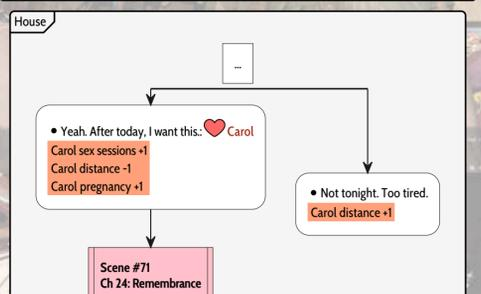 House
...
• Yeah. After today, I want this.: Carol
Carol sex sessions +1
Carol distance -1
Carol pregnancy +1
• Not tonight. Too tired.
Carol distance +1
Scene #71
Ch 24: Remembrance